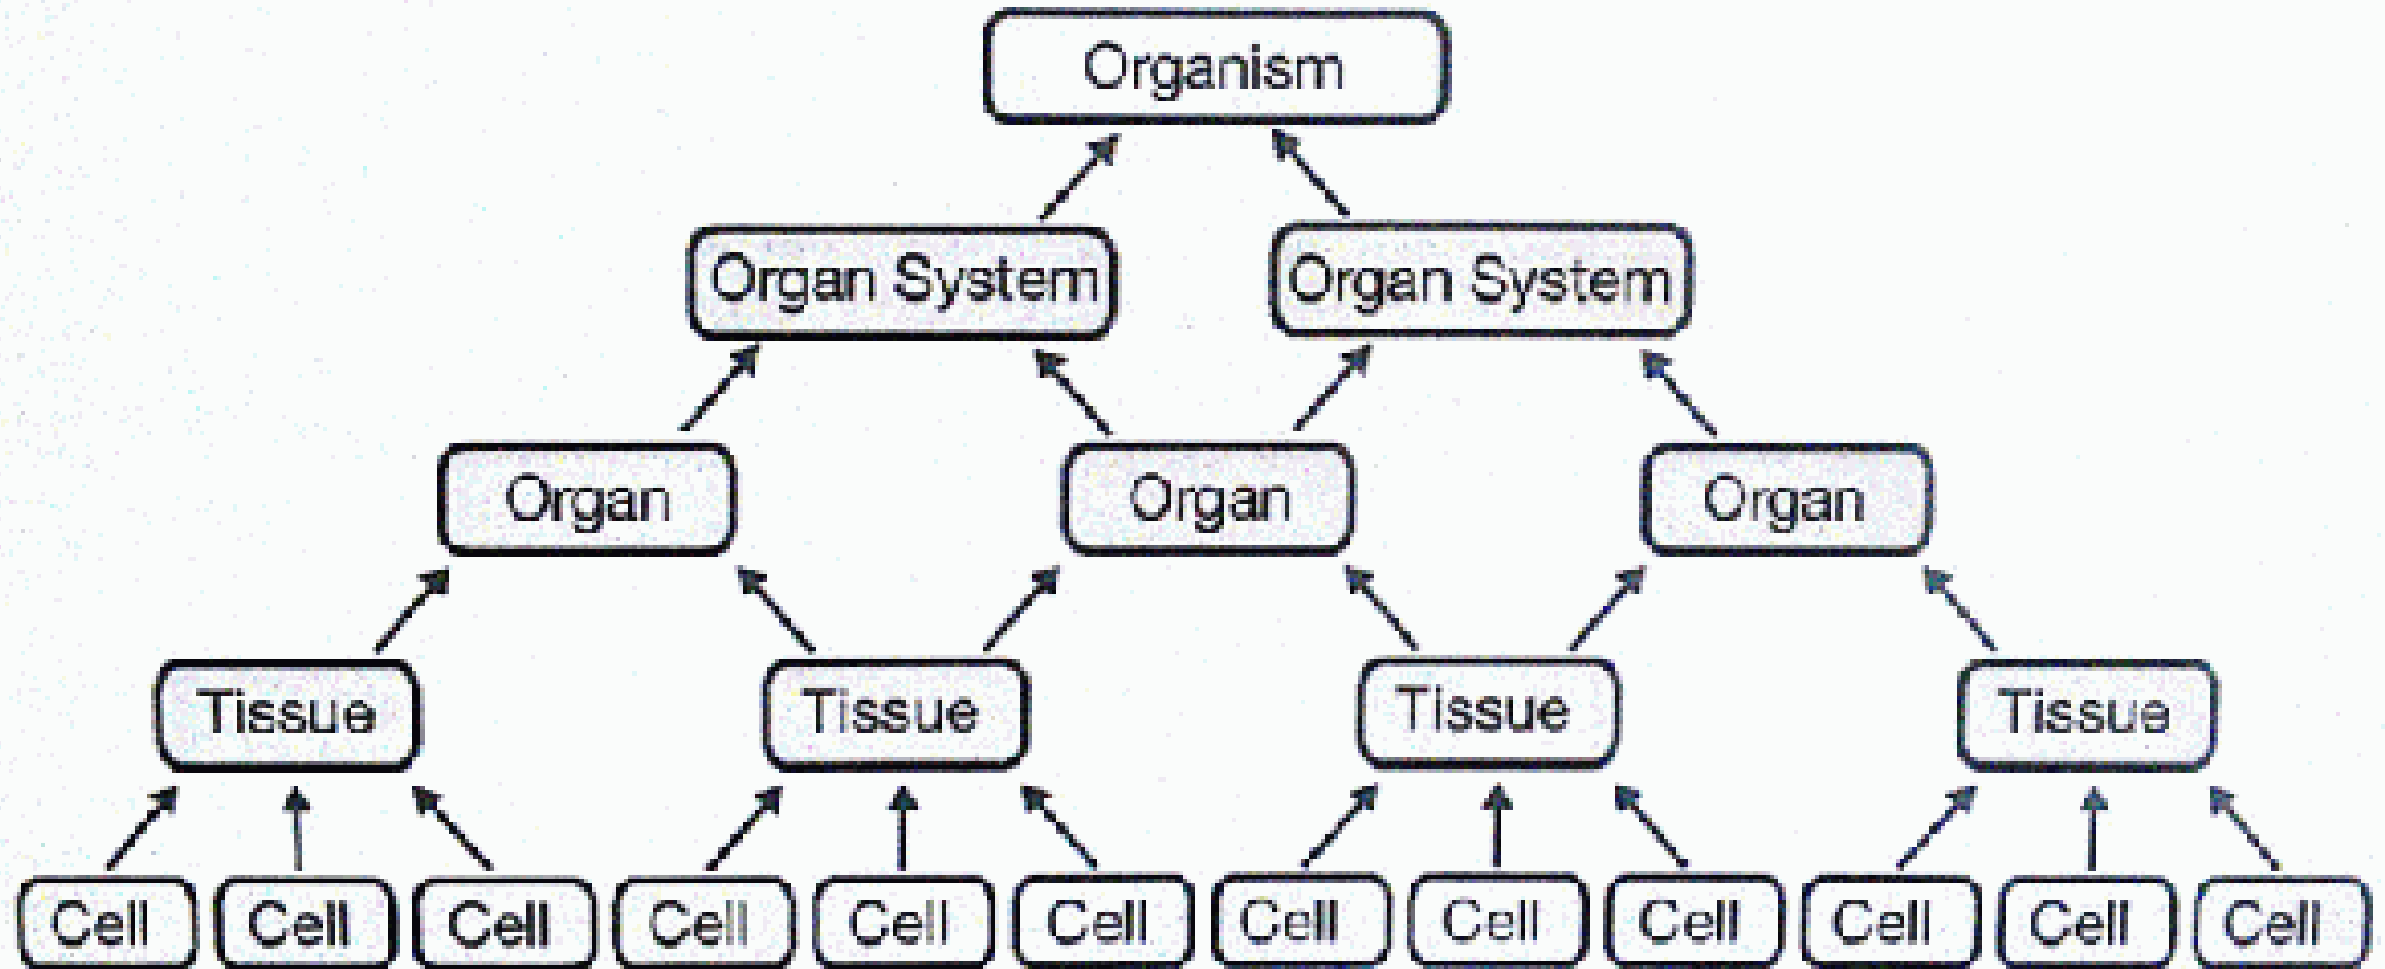 Organism
Organ System Organ System
Organ Organ Organ
Tissue Tissue Tissue Tissue
Cell Cell Cell Cell Cell Cell Cell Cell Cell Cell Cell Cell